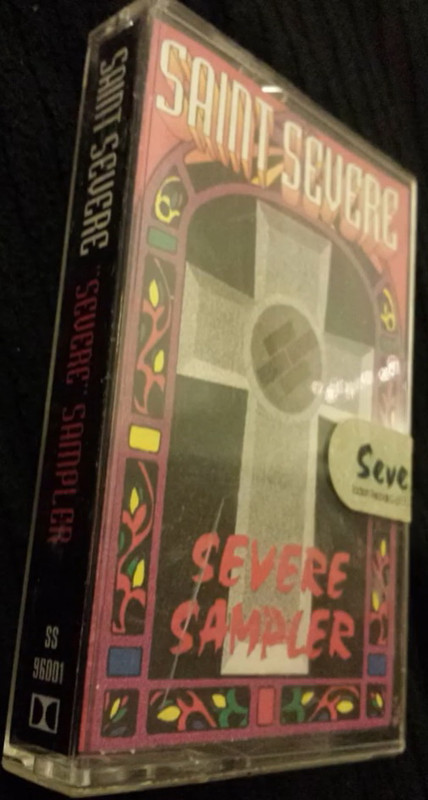 SAINT SEVERE "SEVERE" SAMPLER
SS
96001
SAINT SEVERE
Seve
SEVERE
SAMPLER